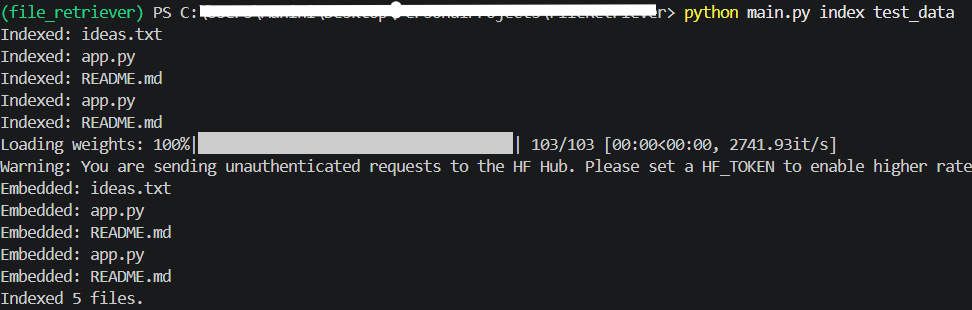 (file_retriever) PS C:> python main.py index test_data
Indexed: ideas.txt
Indexed: app.py
Indexed: README.md
Indexed: app.py
Indexed: README.md
Loading weights: 100%| | 103/103 [00:00<00:00, 2741.93it/s]
Warning: You are sending unauthenticated requests to the HF Hub. Please set a HF_TOKEN to enable higher rate
Embedded: ideas.txt
Embedded: app.py
Embedded: README.md
Embedded: app.py
Embedded: README.md
Indexed 5 files.